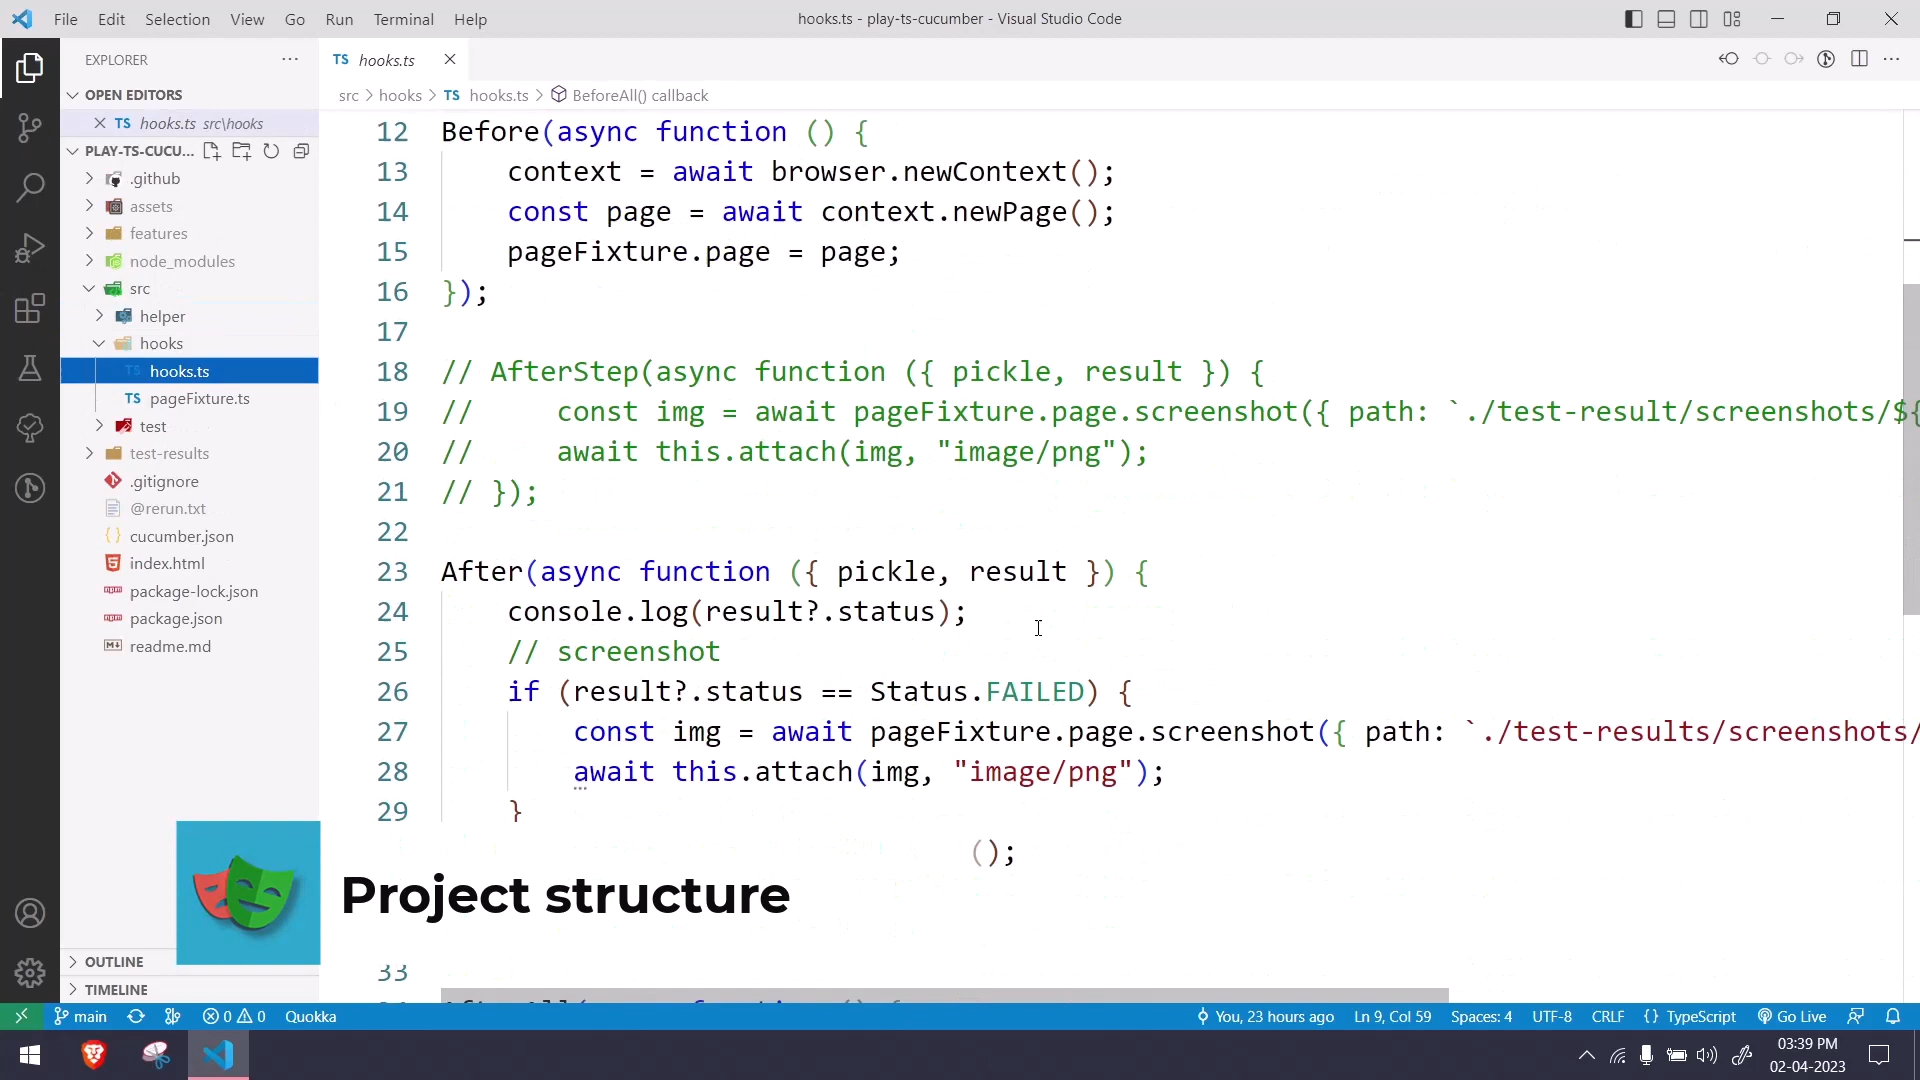 File Edit Selection View Go Run Terminal Help
hooks.ts - play-ts-cucumber - Visual Studio Code
EXPLORER
TS hooks.ts
OPEN EDITORS
TS hooks.ts src\hooks
PLAY-TS-CUCU...
.github
assets
features
node_modules
src
helper
hooks
TS hooks.ts
TS pageFixture.ts
test
test-results
.gitignore
@rerun.txt
cucumber.json
index.html
package-lock.json
package.json
readme.md
OUTLINE
TIMELINE
src > hooks > TS hooks.ts > BeforeAll() callback
12 Before(async function () {
13 context = await browser.newContext();
14 const page = await context.newPage();
15 pageFixture.page = page;
16 });
17
18 // AfterStep(async function ({ pickle, result }) {
19 // const img = await pageFixture.page.screenshot({ path: `./test-result/screenshots/${
20 // await this.attach(img, "image/png");
21 // });
22
23 After(async function ({ pickle, result }) {
24 console.log(result?.status);
25 // screenshot
26 if (result?.status == Status.FAILED) {
27 const img = await pageFixture.page.screenshot({ path: `./test-results/screenshots/
28 await this.attach(img, "image/png");
29 }
();
Project structure
33
main 0 0 Quokka
You, 23 hours ago Ln 9, Col 59 Spaces: 4 UTF-8 CRLF {} TypeScript Go Live
03:39 PM
02-04-2023